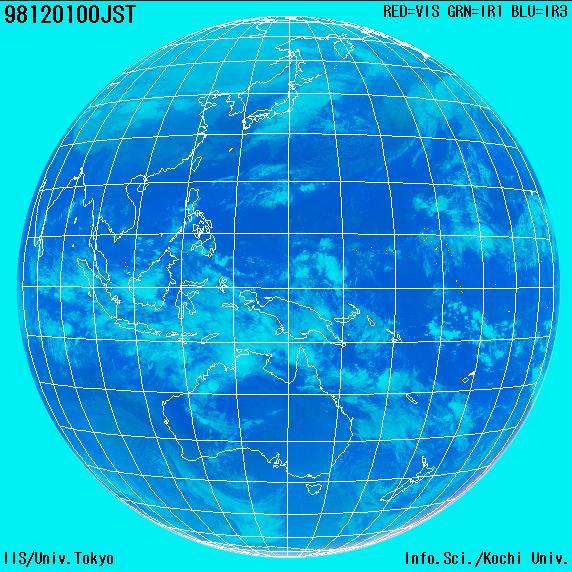 98120100JST
RED=VIS GRN=IR1 BLU=IR3
IIS/Univ.Tokyo
Info.Sci./Kochi Univ.